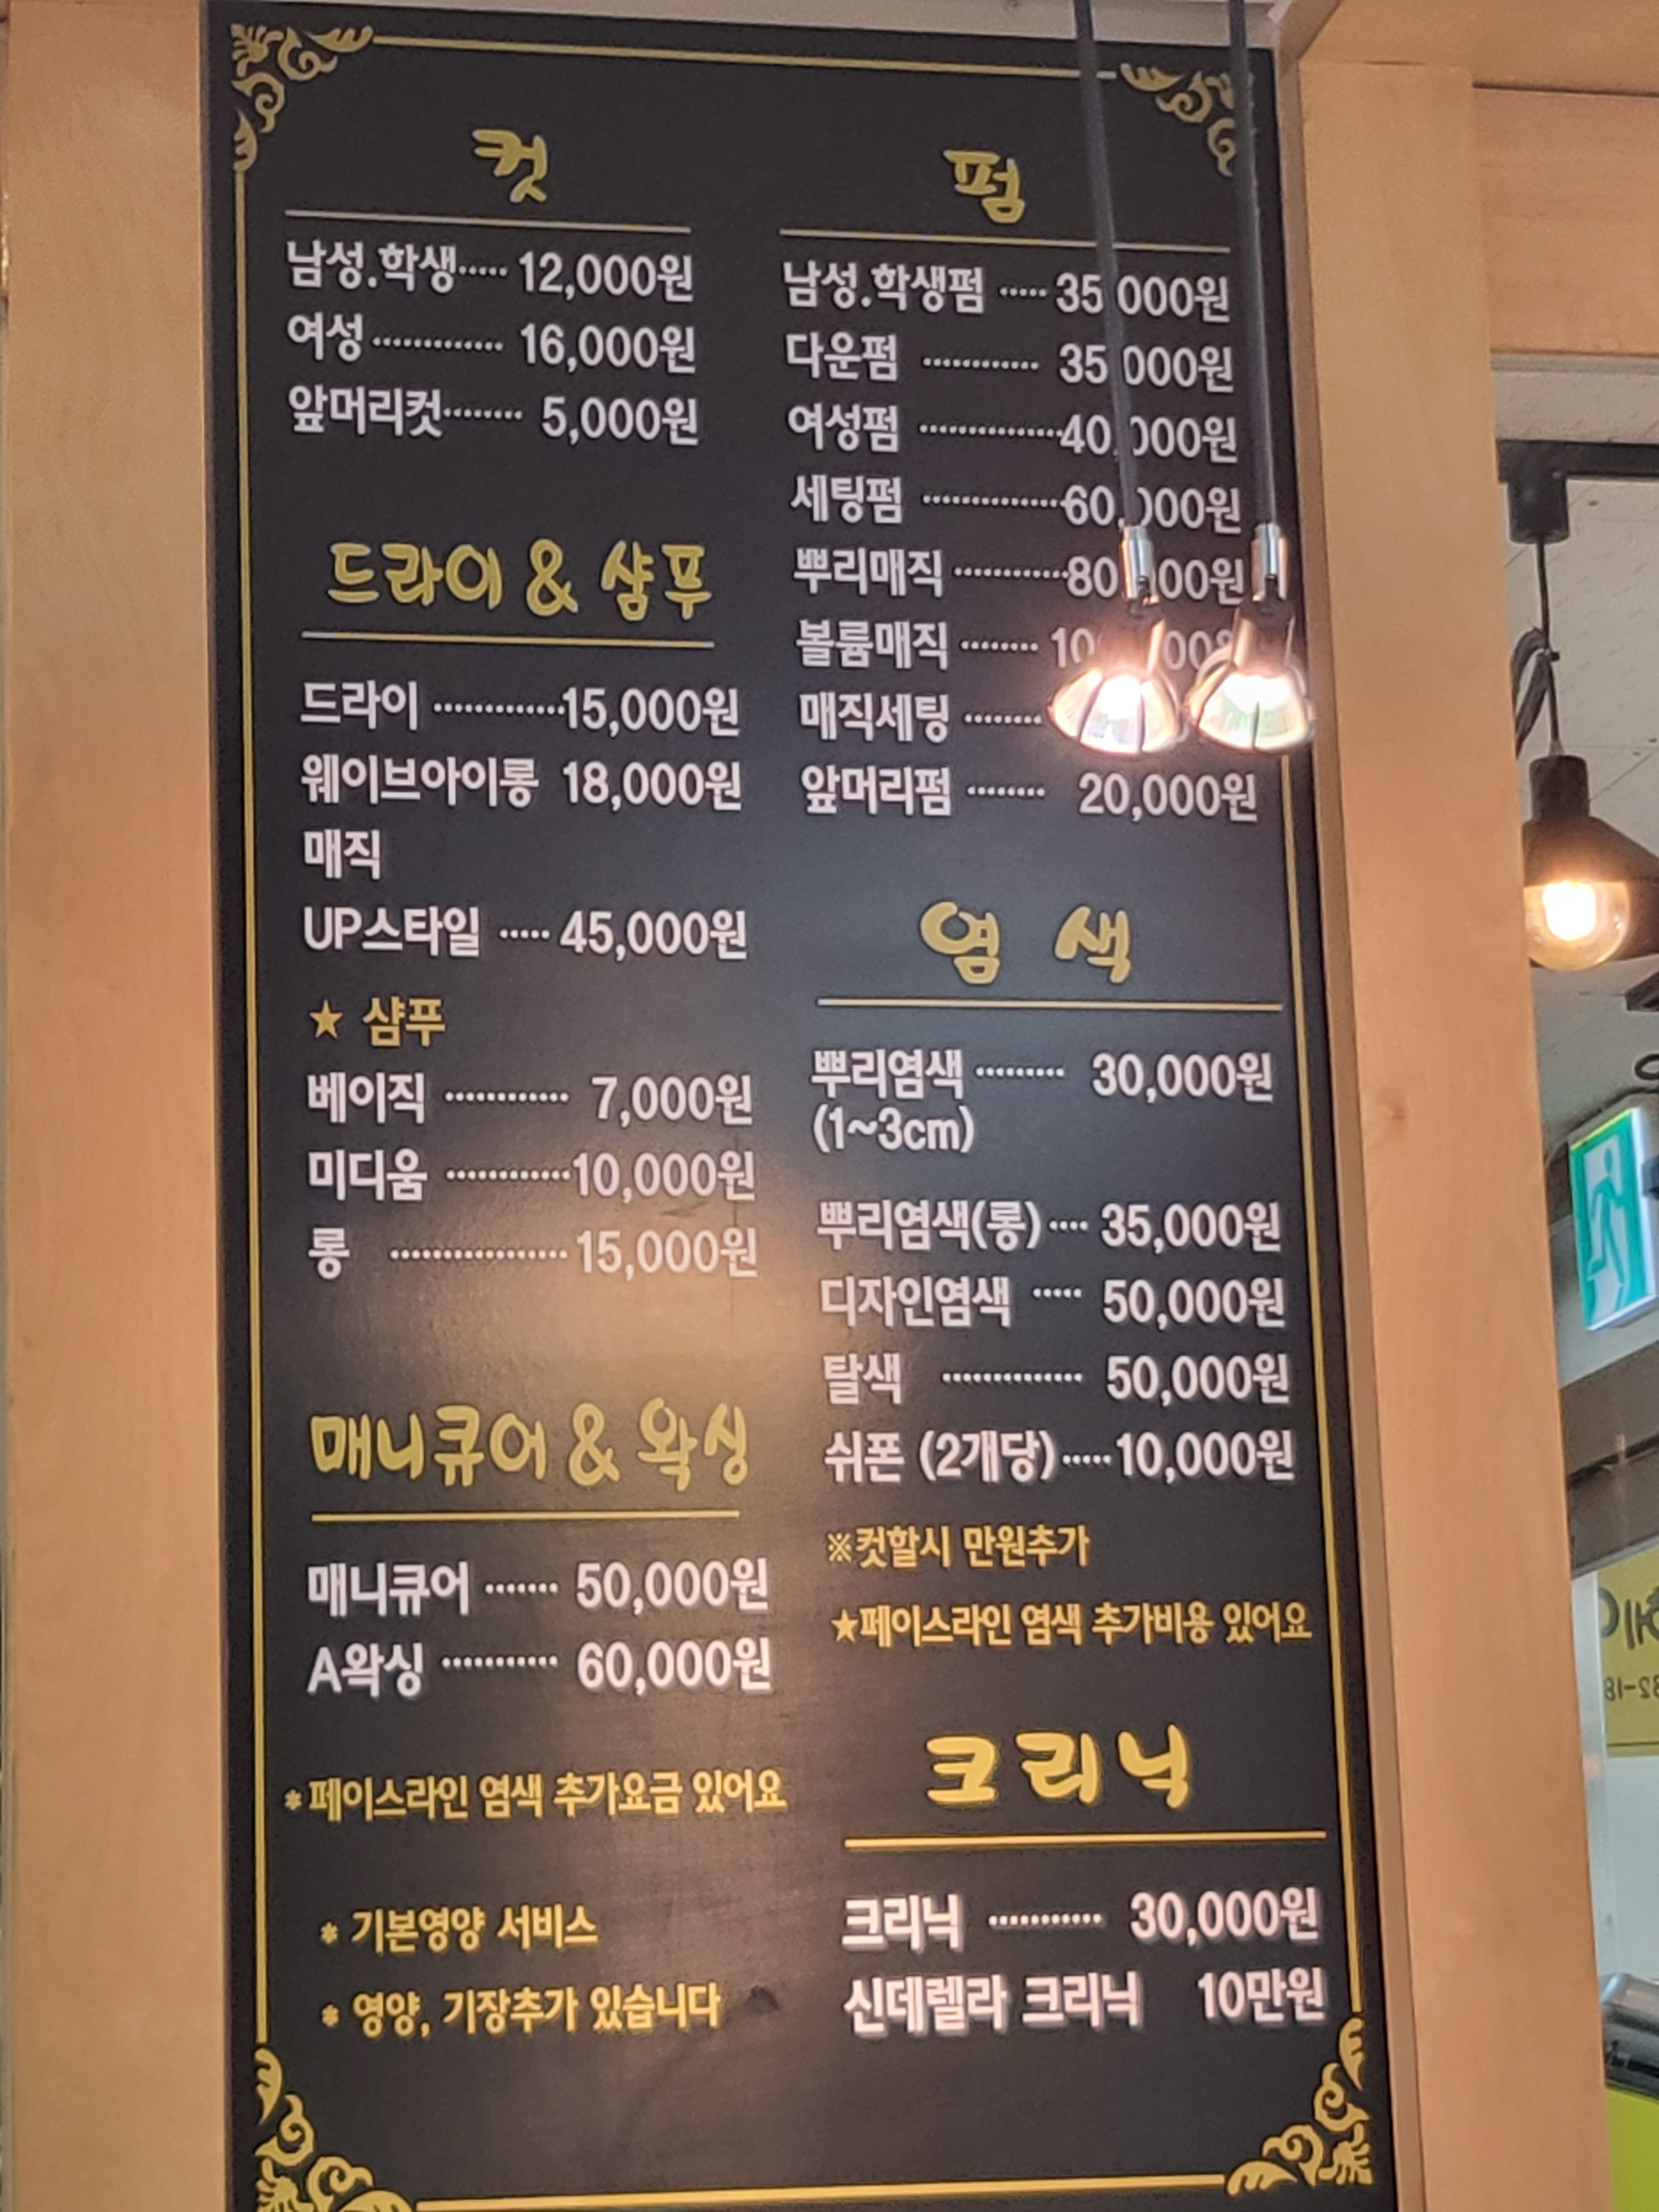 컷
남성.학생····· 12,000원
여성············· 16,000원
앞머리컷········ 5,000원
드라이 & 샴푸
드라이 ·············15,000원
웨이브아이롱 18,000원
매직
UP스타일 ····· 45,000원
★ 샴푸
베이직 ············ 7,000원
미디움 ············10,000원
롱 ················· 15,000원
매니큐어 & 왁싱
매니큐어 ······· 50,000원
A왁싱 ··········· 60,000원
* 페이스라인 염색 추가요금 있어요
* 기본영양 서비스
* 영양, 기장추가 있습니다
펌
남성.학생펌 ····· 35 000원
다운펌 ············ 35 000원
여성펌 ··············40,000원
세팅펌 ··············60,000원
뿌리매직 ···········80 00원
볼륨매직 ········
매직세팅 ········
앞머리펌 ········ 20,000원
염 색
뿌리염색 ········· 30,000원
(1~3cm)
뿌리염색(롱) ···· 35,000원
디자인염색 ····· 50,000원
탈색 ·············· 50,000원
쉬폰 (2개당) ·····10,000원
※컷할시 만원추가
★페이스라인 염색 추가비용 있어요
크리닉
크리닉 ··········· 30,000원
신데렐라 크리닉 10만원